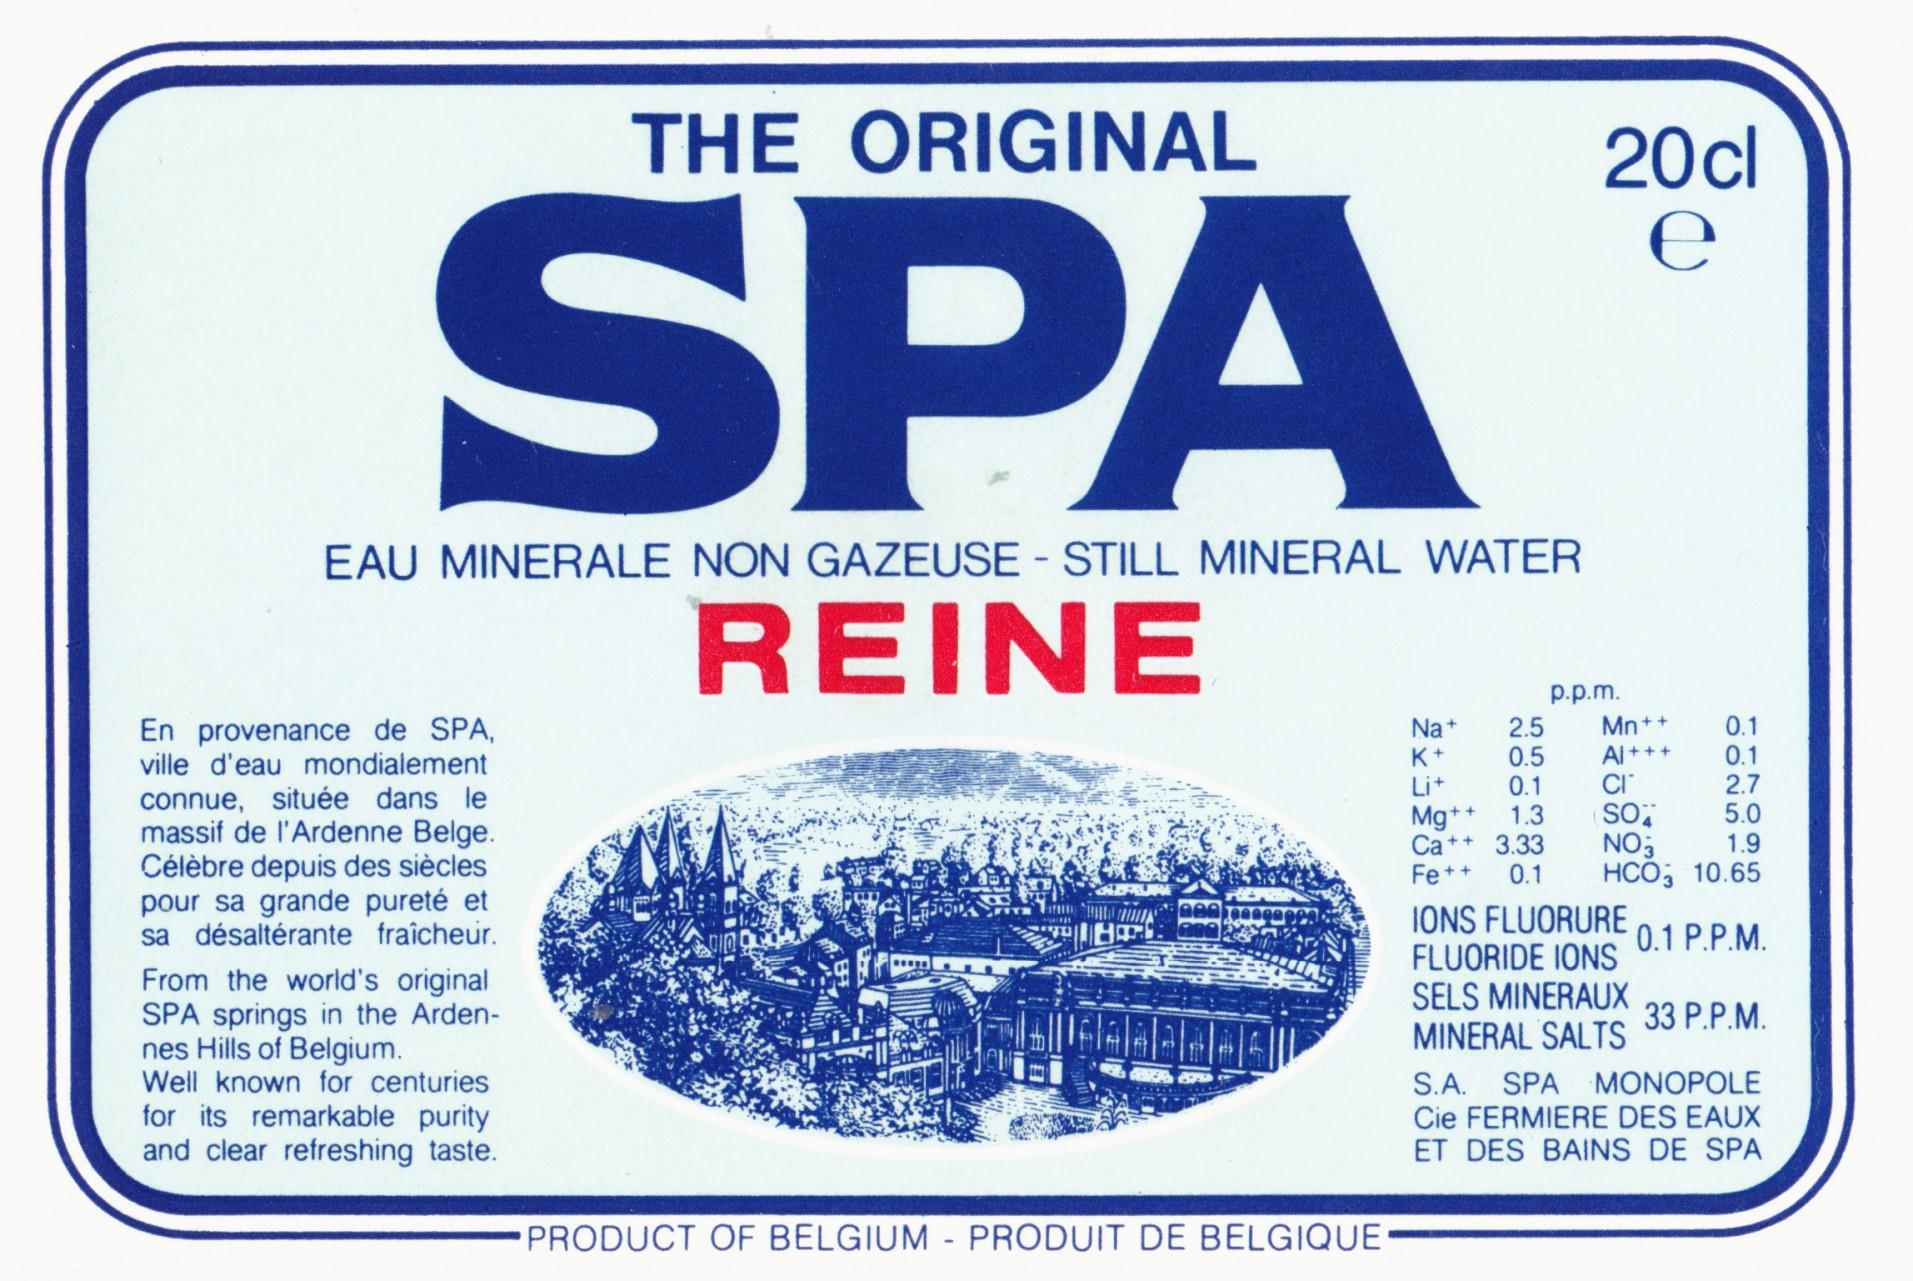 THE ORIGINAL
20cl
e
SPA
EAU MINERALE NON GAZEUSE - STILL MINERAL WATER
REINE
En provenance de SPA,
ville d'eau mondialement
connue, située dans le
massif de l'Ardenne Belge.
Célèbre depuis des siècles
pour sa grande pureté et
sa désaltérante fraîcheur.
From the world's original
SPA springs in the Arden-
nes Hills of Belgium.
Well known for centuries
for its remarkable purity
and clear refreshing taste.
p.p.m.
Na+ 2.5 Mn++ 0.1
K+ 0.5 Al+++ 0.1
Li+ 0.1 Cl- 2.7
Mg++ 1.3 SO4-- 5.0
Ca++ 3.33 NO3- 1.9
Fe++ 0.1 HCO3- 10.65
IONS FLUORURE
FLUORIDE IONS 0.1 P.P.M.
SELS MINERAUX
MINERAL SALTS 33 P.P.M.
S.A. SPA MONOPOLE
Cie FERMIERE DES EAUX
ET DES BAINS DE SPA
PRODUCT OF BELGIUM - PRODUIT DE BELGIQUE